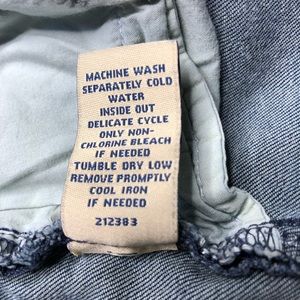 MACHINE WASH
SEPARATELY COLD
WATER
INSIDE OUT
DELICATE CYCLE
ONLY NON-
CHLORINE BLEACH
IF NEEDED
TUMBLE DRY LOW
REMOVE PROMPTLY
COOL IRON
IF NEEDED
212383